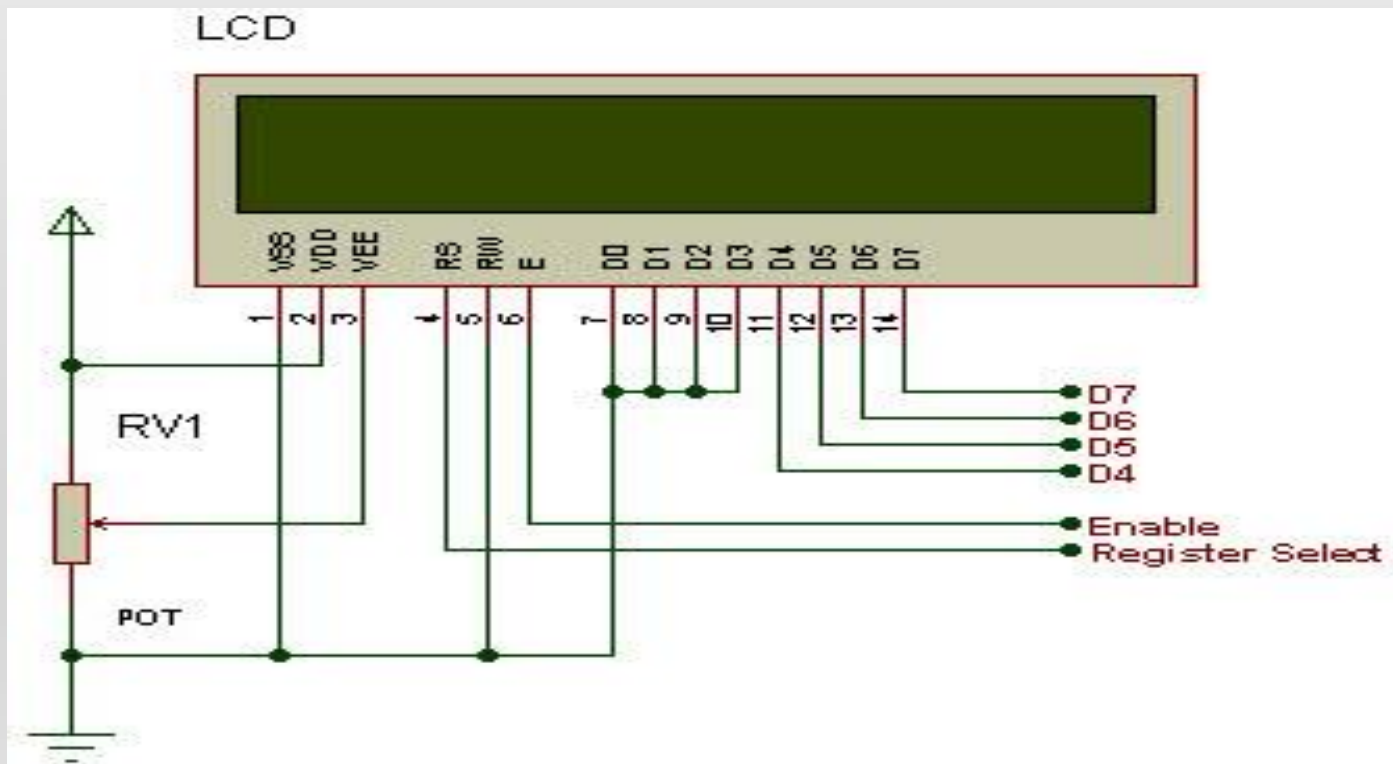 LCD
VSS VDD VEE RS RW E D0 D1 D2 D3 D4 D5 D6 D7
1 2 3 4 5 6 7 8 9 10 11 12 13 14
D7
RV1
D6
D5
D4
Enable
Register Select
POT